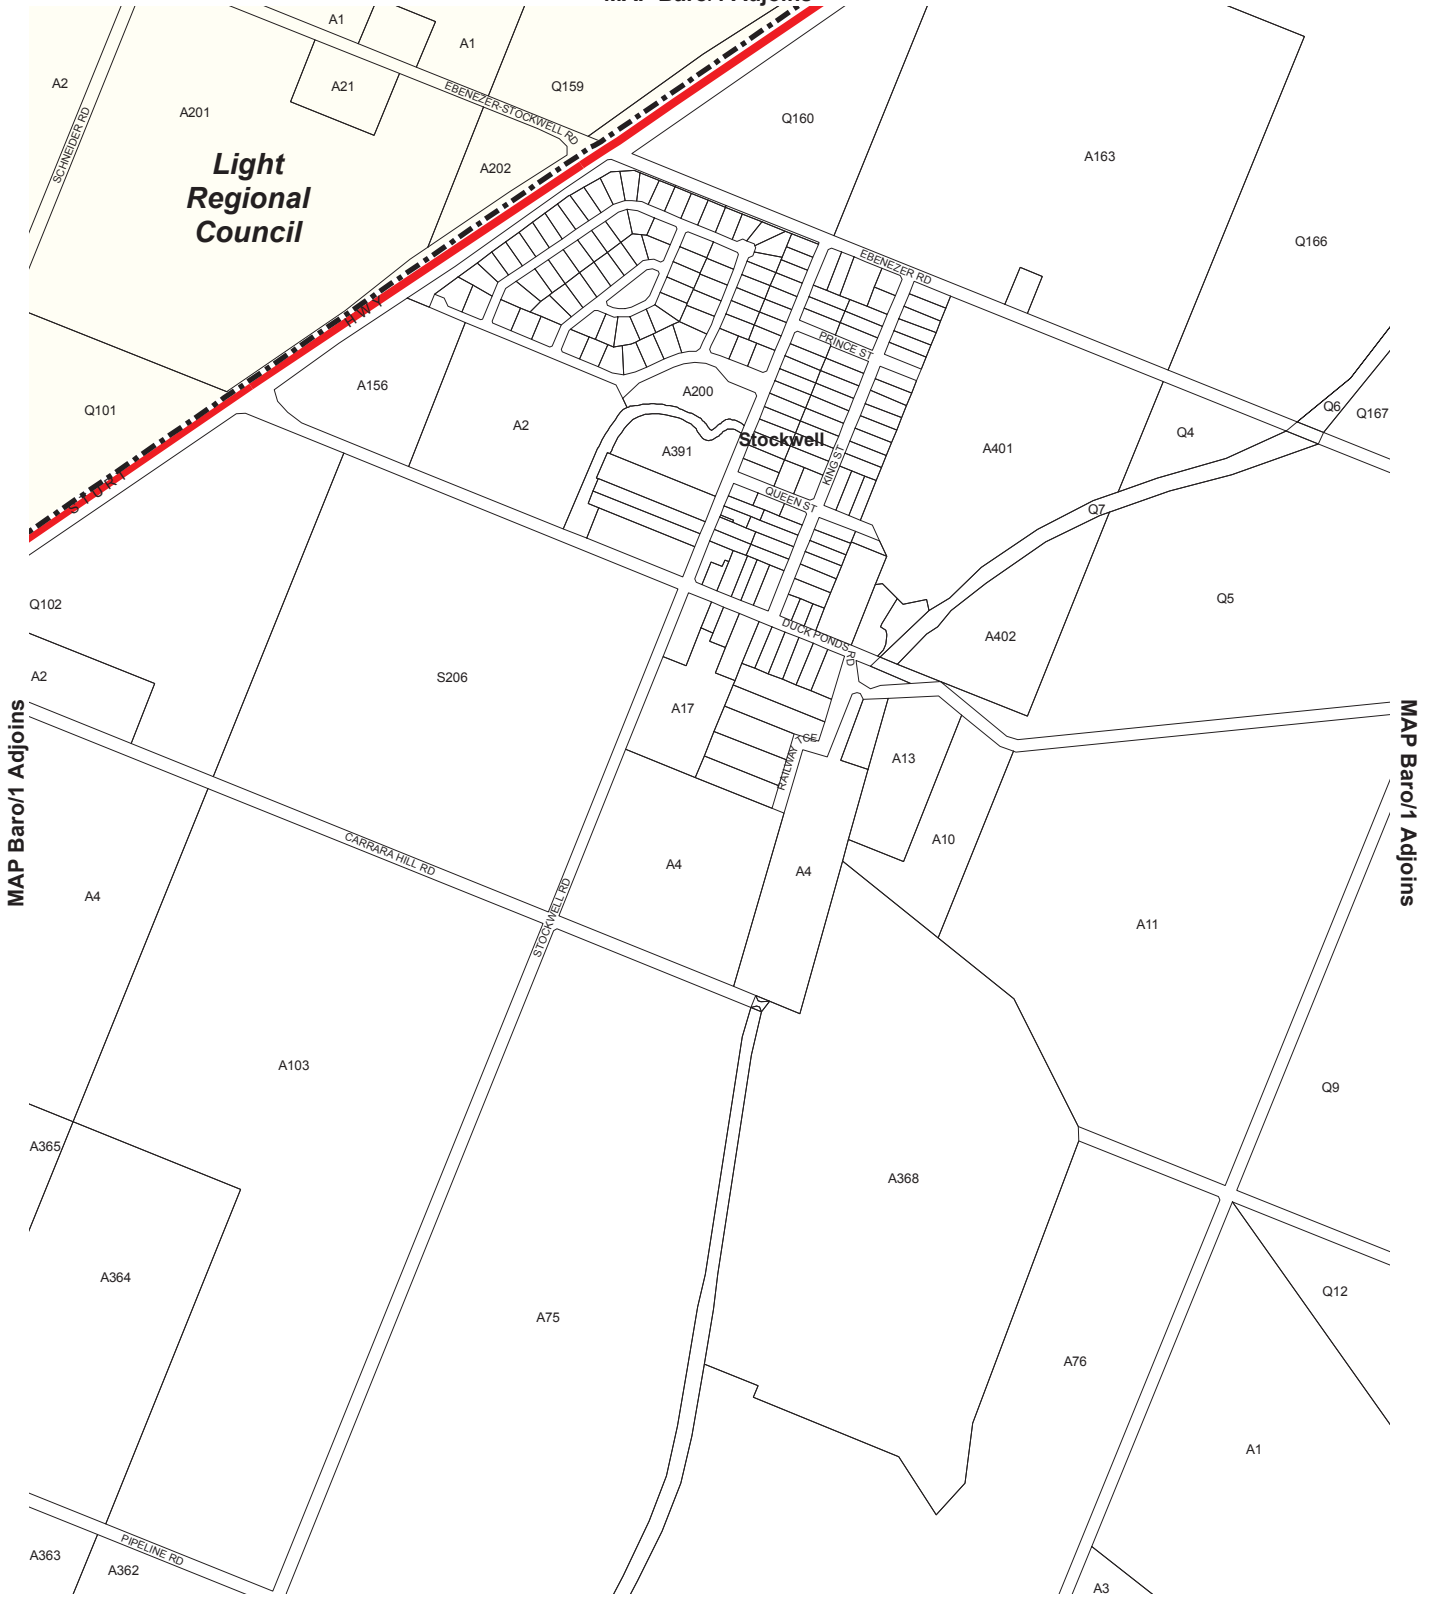 A1
A1
A2
A21
Q159
EBENEZER-STOCKWELL RD
A201
Q160
SCHNEIDER RD
A163
Light
Regional
Council
A202
Q166
EBENEZER RD
STURT HWY
PRINCE ST
A156
A200
Q101
Q6
Q167
A2
Q4
Stockwell
A391
A401
KING ST
QUEEN ST
Q7
Q102
Q5
DUCK PONDS RD
A402
A2
S206
MAP Baro/1 Adjoins
MAP Baro/1 Adjoins
A17
RAILWAY TCE
A13
CARRARA HILL RD
A10
A4
A4
A4
STOCKWELL RD
A11
A103
Q9
A365
A368
A364
Q12
A75
A76
A1
PIPELINE RD
A363
A362
A3